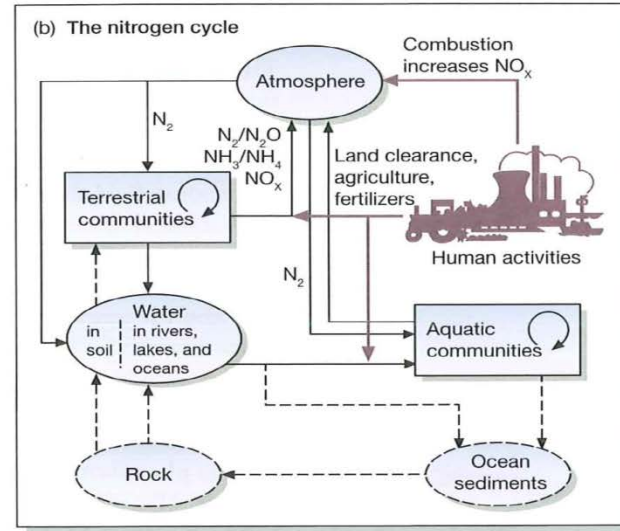 (b) The nitrogen cycle
Combustion
increases NOx
Atmosphere
N2
N2/N2O
NH3/NH4
NOx
Land clearance,
agriculture,
fertilizers
Terrestrial
communities
Human activities
N2
Water
in soil
in rivers,
lakes, and
oceans
Aquatic
communities
Rock
Ocean
sediments